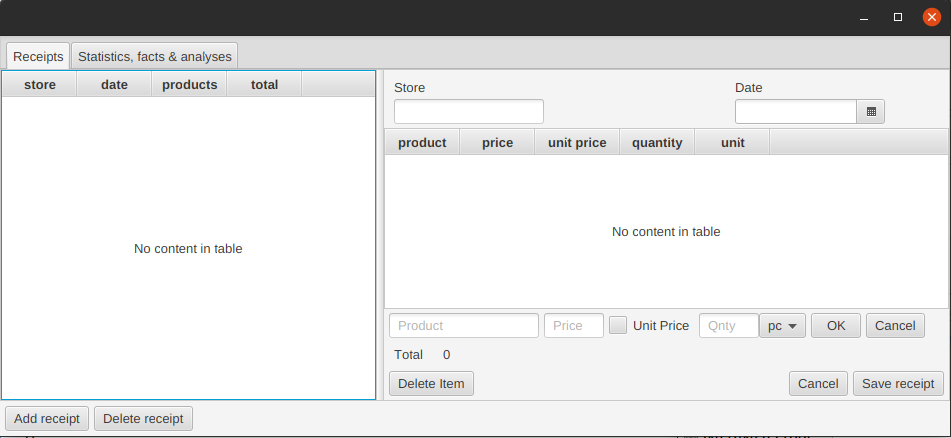 Receipts Statistics, facts & analyses
store date products total
No content in table
Store Date
product price unit price quantity unit
No content in table
Product Price Unit Price Qnty pc OK Cancel
Total 0
Delete Item Cancel Save receipt
Add receipt Delete receipt